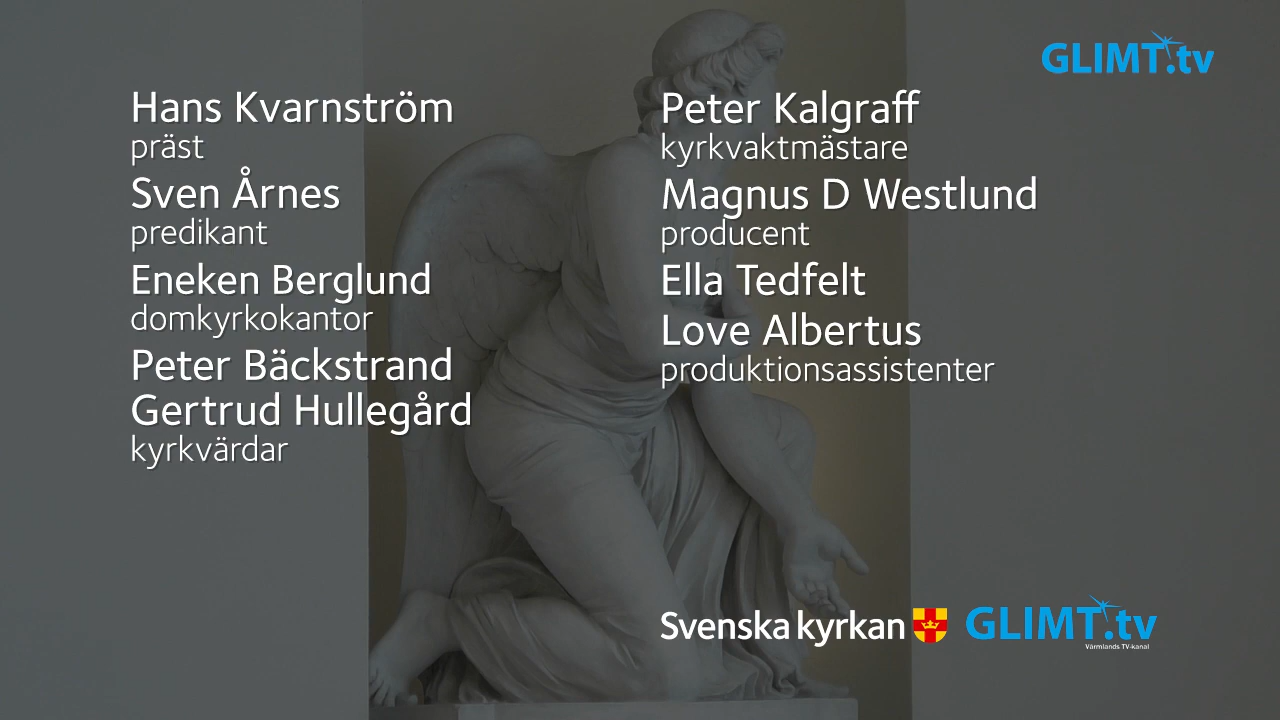 GLIMT.tv
Hans Kvarnström
präst
Sven Årnes
predikant
Eneken Berglund
domkyrkokantor
Peter Bäckstrand
Gertrud Hullegård
kyrkvärdar
Peter Kalgraff
kyrkvaktmästare
Magnus D Westlund
producent
Ella Tedfelt
Love Albertus
produktionsassistenter
Svenska kyrkan
GLIMT.tv
Värmlands TV-kanal